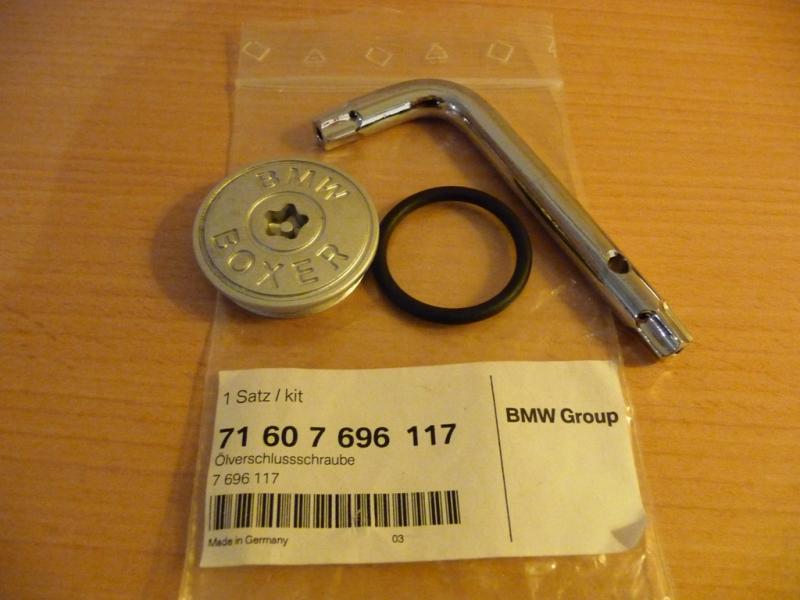 BMW
BOXER
1 Satz / kit
71 60 7 696 117
Ölverschlussschraube
7 696 117
Made in Germany 03
BMW Group